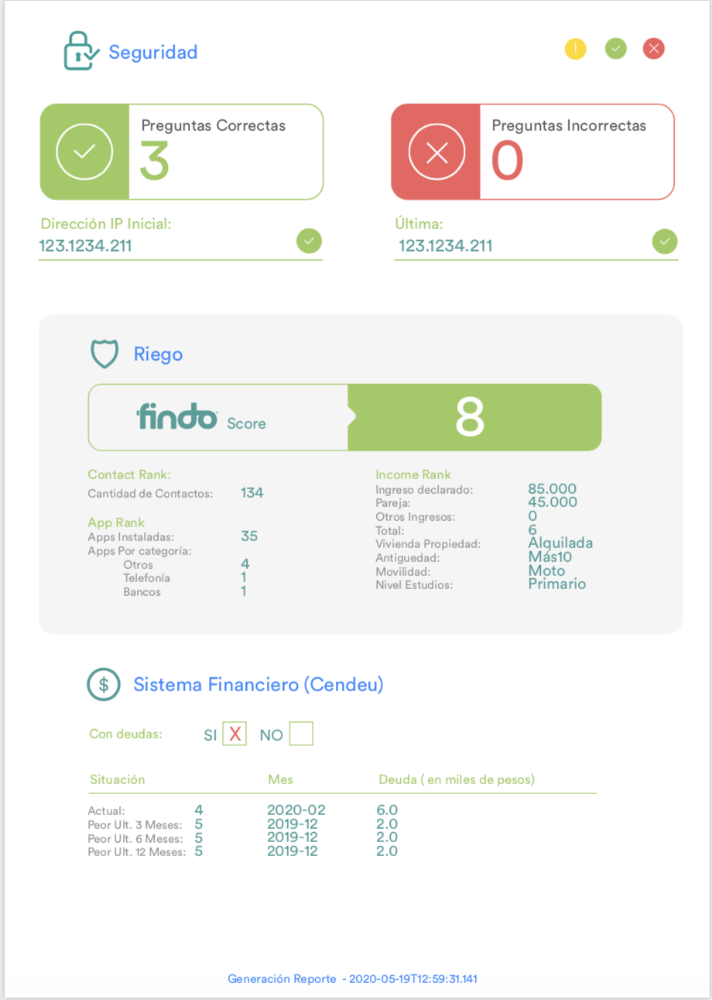 Seguridad
Preguntas Correctas
3
Preguntas Incorrectas
0
Dirección IP Inicial:
123.1234.211
Última:
123.1234.211
Riego
findo Score
8
Contact Rank:
Cantidad de Contactos: 134
App Rank
Apps Instaladas: 35
Apps Por categoría:
Otros 4
Telefonía 1
Bancos 1
Income Rank
Ingreso declarado: 85.000
Pareja: 45.000
Otros Ingresos: 0
Total: 6
Vivienda Propiedad: Alquilada
Antiguedad: Más10
Movilidad: Moto
Nivel Estudios: Primario
$ Sistema Financiero (Cendeu)
Con deudas: SI X NO
Situación Mes Deuda ( en miles de pesos)
Actual: 4 2020-02 6.0
Peor Ult. 3 Meses: 5 2019-12 2.0
Peor Ult. 6 Meses: 5 2019-12 2.0
Peor Ult. 12 Meses: 5 2019-12 2.0
Generación Reporte - 2020-05-19T12:59:31.141